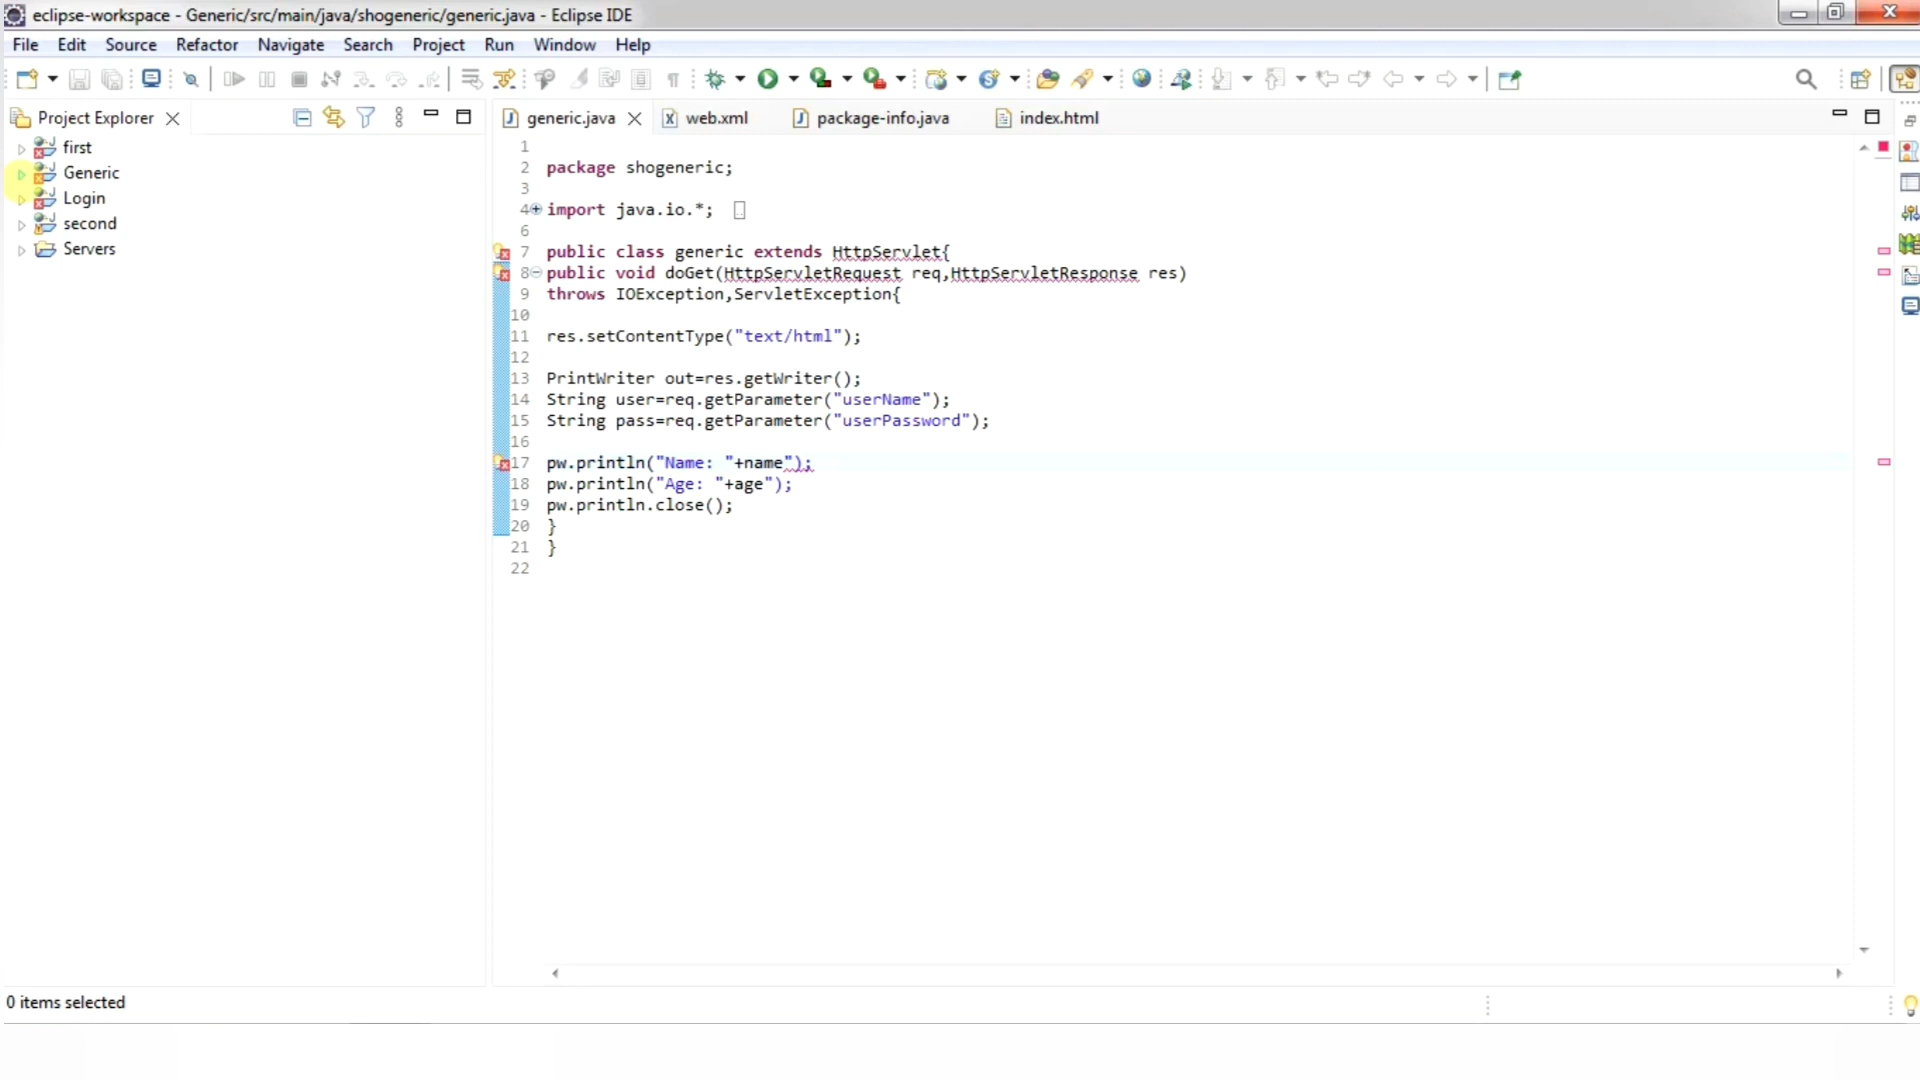 eclipse-workspace - Generic/src/main/java/shogeneric/generic.java - Eclipse IDE
File Edit Source Refactor Navigate Search Project Run Window Help
Project Explorer
generic.java web.xml package-info.java index.html
first
Generic
Login
second
Servers
1
2 package shogeneric;
3
4 import java.io.*;
6
7 public class generic extends HttpServlet{
8 public void doGet(HttpServletRequest req,HttpServletResponse res)
9 throws IOException,ServletException{
10
11 res.setContentType("text/html");
12
13 PrintWriter out=res.getWriter();
14 String user=req.getParameter("userName");
15 String pass=req.getParameter("userPassword");
16
17 pw.println("Name: "+name");
18 pw.println("Age: "+age");
19 pw.println.close();
20 }
21 }
22
0 items selected